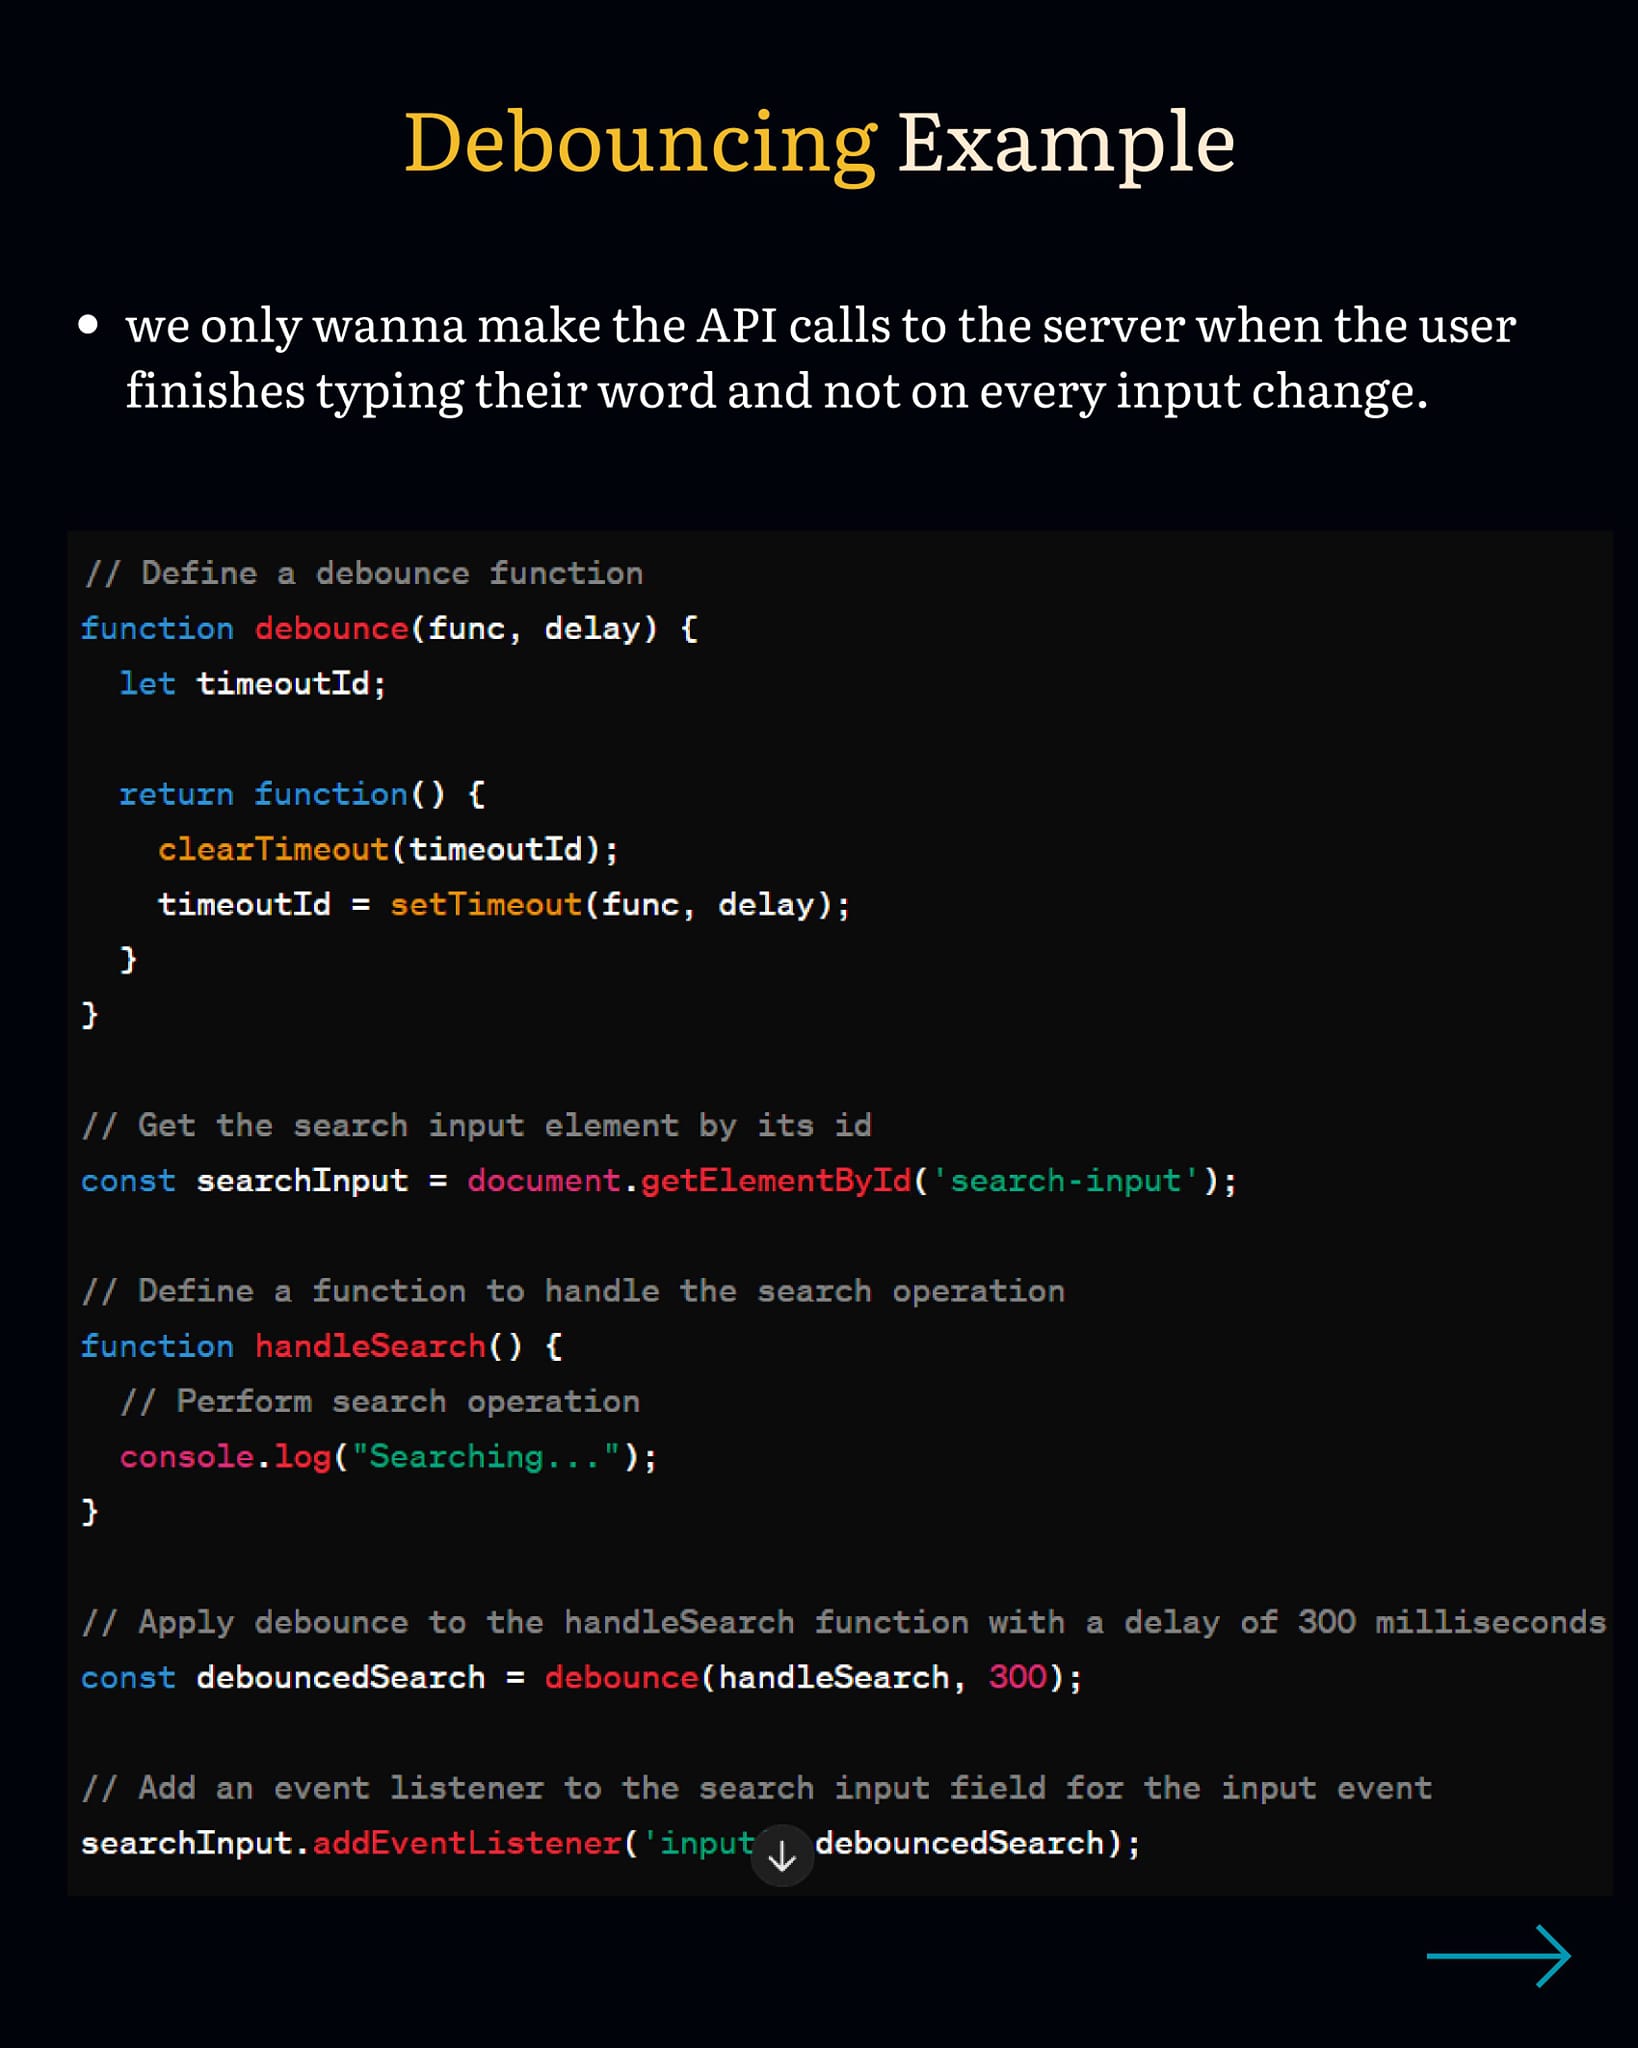 Debouncing Example
• we only wanna make the API calls to the server when the user
finishes typing their word and not on every input change.
// Define a debounce function
function debounce(func, delay) {
  let timeoutId;
  return function() {
    clearTimeout(timeoutId);
    timeoutId = setTimeout(func, delay);
  }
}
// Get the search input element by its id
const searchInput = document.getElementById('search-input');
// Define a function to handle the search operation
function handleSearch() {
  // Perform search operation
  console.log("Searching...");
}
// Apply debounce to the handleSearch function with a delay of 300 milliseconds
const debouncedSearch = debounce(handleSearch, 300);
// Add an event listener to the search input field for the input event
searchInput.addEventListener('input debouncedSearch);